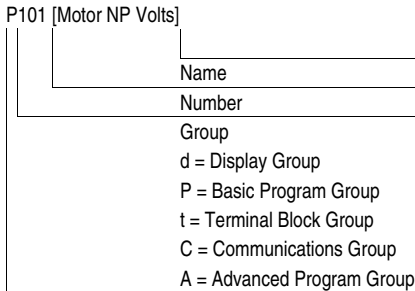 P101 [Motor NP Volts]
Name
Number
Group
d = Display Group
P = Basic Program Group
t = Terminal Block Group
C = Communications Group
A = Advanced Program Group